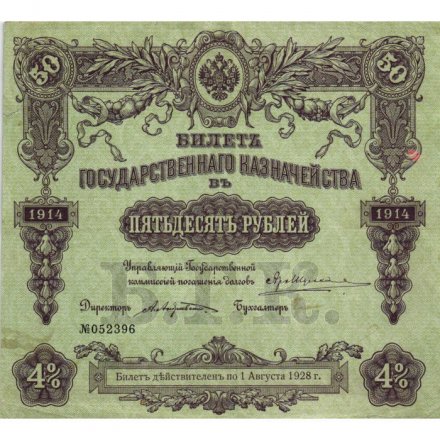 50 50
БИЛЕТЪ
ГОСУДАРСТВЕННАГО КАЗНАЧЕЙСТВА
ВЪ
1914 ПЯТЬДЕСЯТЪ РУБЛЕЙ 1914
Управляющій Государственной
комиссіей погашенія долговъ
Директоръ Бухгалтеръ
№052396
4% Билетъ дѣйствителенъ по 1 Августа 1928 г. 4%